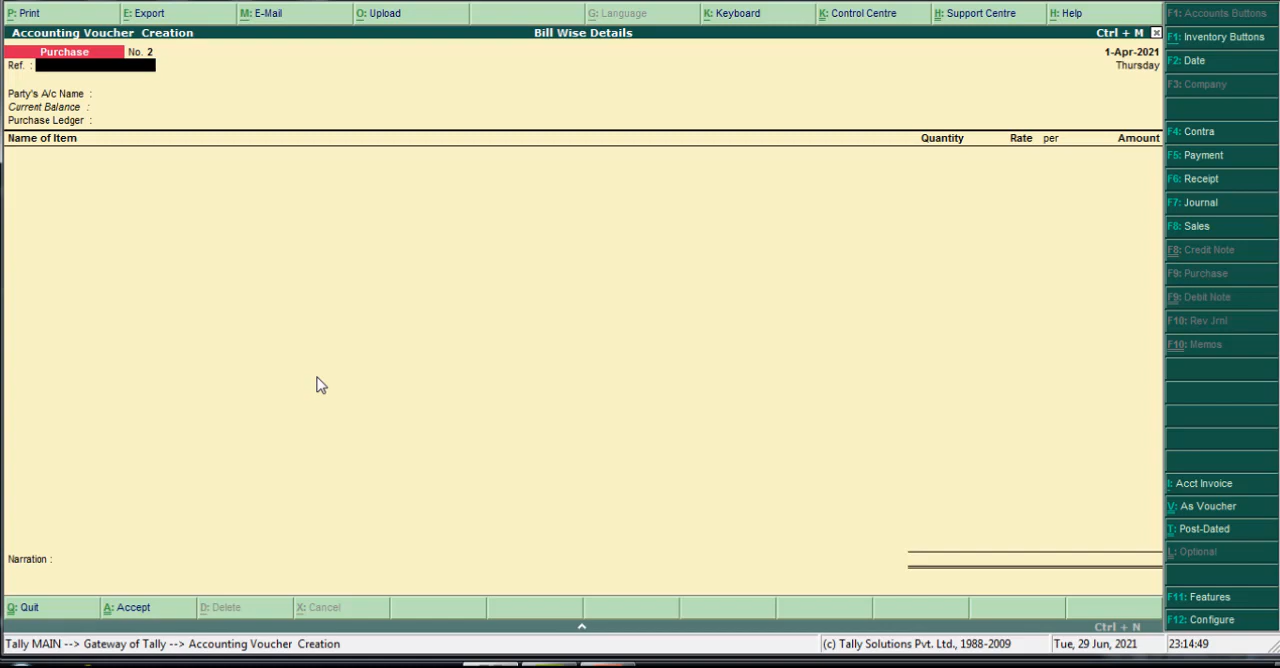 P: Print E: Export M: E-Mail O: Upload G: Language K: Keyboard K: Control Centre H: Support Centre H: Help F1: Accounts Buttons
Accounting Voucher Creation Bill Wise Details Ctrl + M F1: Inventory Buttons
Purchase No. 2 1-Apr-2021 F2: Date
Ref. : Thursday
F3: Company
Party's A/c Name :
Current Balance :
Purchase Ledger :
Name of Item Quantity Rate per Amount
F4: Contra
F5: Payment
F6: Receipt
F7: Journal
F8: Sales
F8: Credit Note
F9: Purchase
F9: Debit Note
F10: Rev Jrnl
F10: Memos
I: Acct Invoice
V: As Voucher
T: Post-Dated
L: Optional
Narration :
F11: Features
Q: Quit A: Accept D: Delete X: Cancel
F12: Configure
Ctrl + N
Tally MAIN --> Gateway of Tally --> Accounting Voucher Creation (c) Tally Solutions Pvt. Ltd., 1988-2009 Tue, 29 Jun, 2021 23:14:49